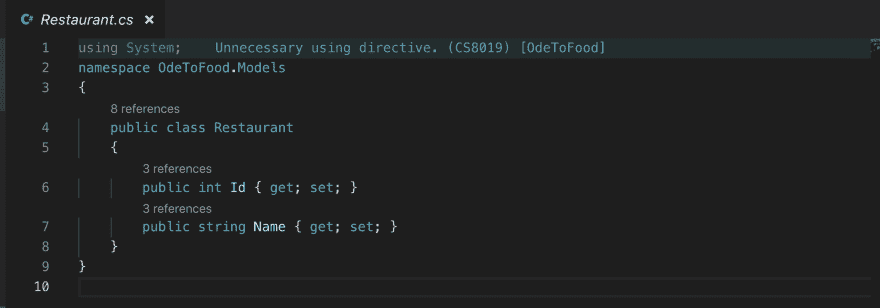 C# Restaurant.cs ×
1 using System; Unnecessary using directive. (CS8019) [OdeToFood]
2 namespace OdeToFood.Models
3 {
8 references
4 public class Restaurant
5 {
3 references
6 public int Id { get; set; }
3 references
7 public string Name { get; set; }
8 }
9 }
10